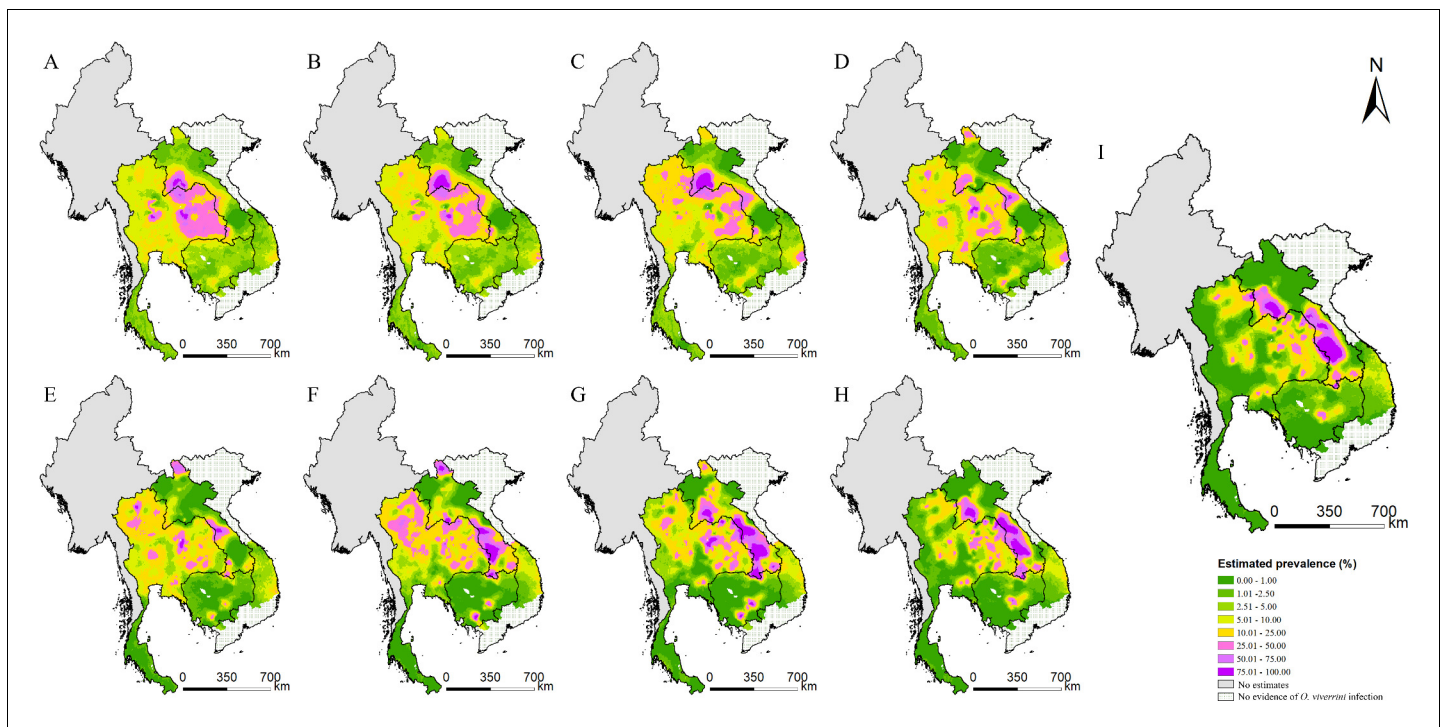 A
B
C
D
N
I
0 350 700
km
0 350 700
km
0 350 700
km
0 350 700
km
E
F
G
H
0 350 700
km
Estimated prevalence (%)
0.00 - 1.00
1.01 -2.50
2.51 - 5.00
5.01 - 10.00
10.01 - 25.00
25.01 - 50.00
50.01 - 75.00
75.01 - 100.00
No estimates
No evidence of O. viverrini infection
0 350 700
km
0 350 700
km
0 350 700
km
0 350 700
km